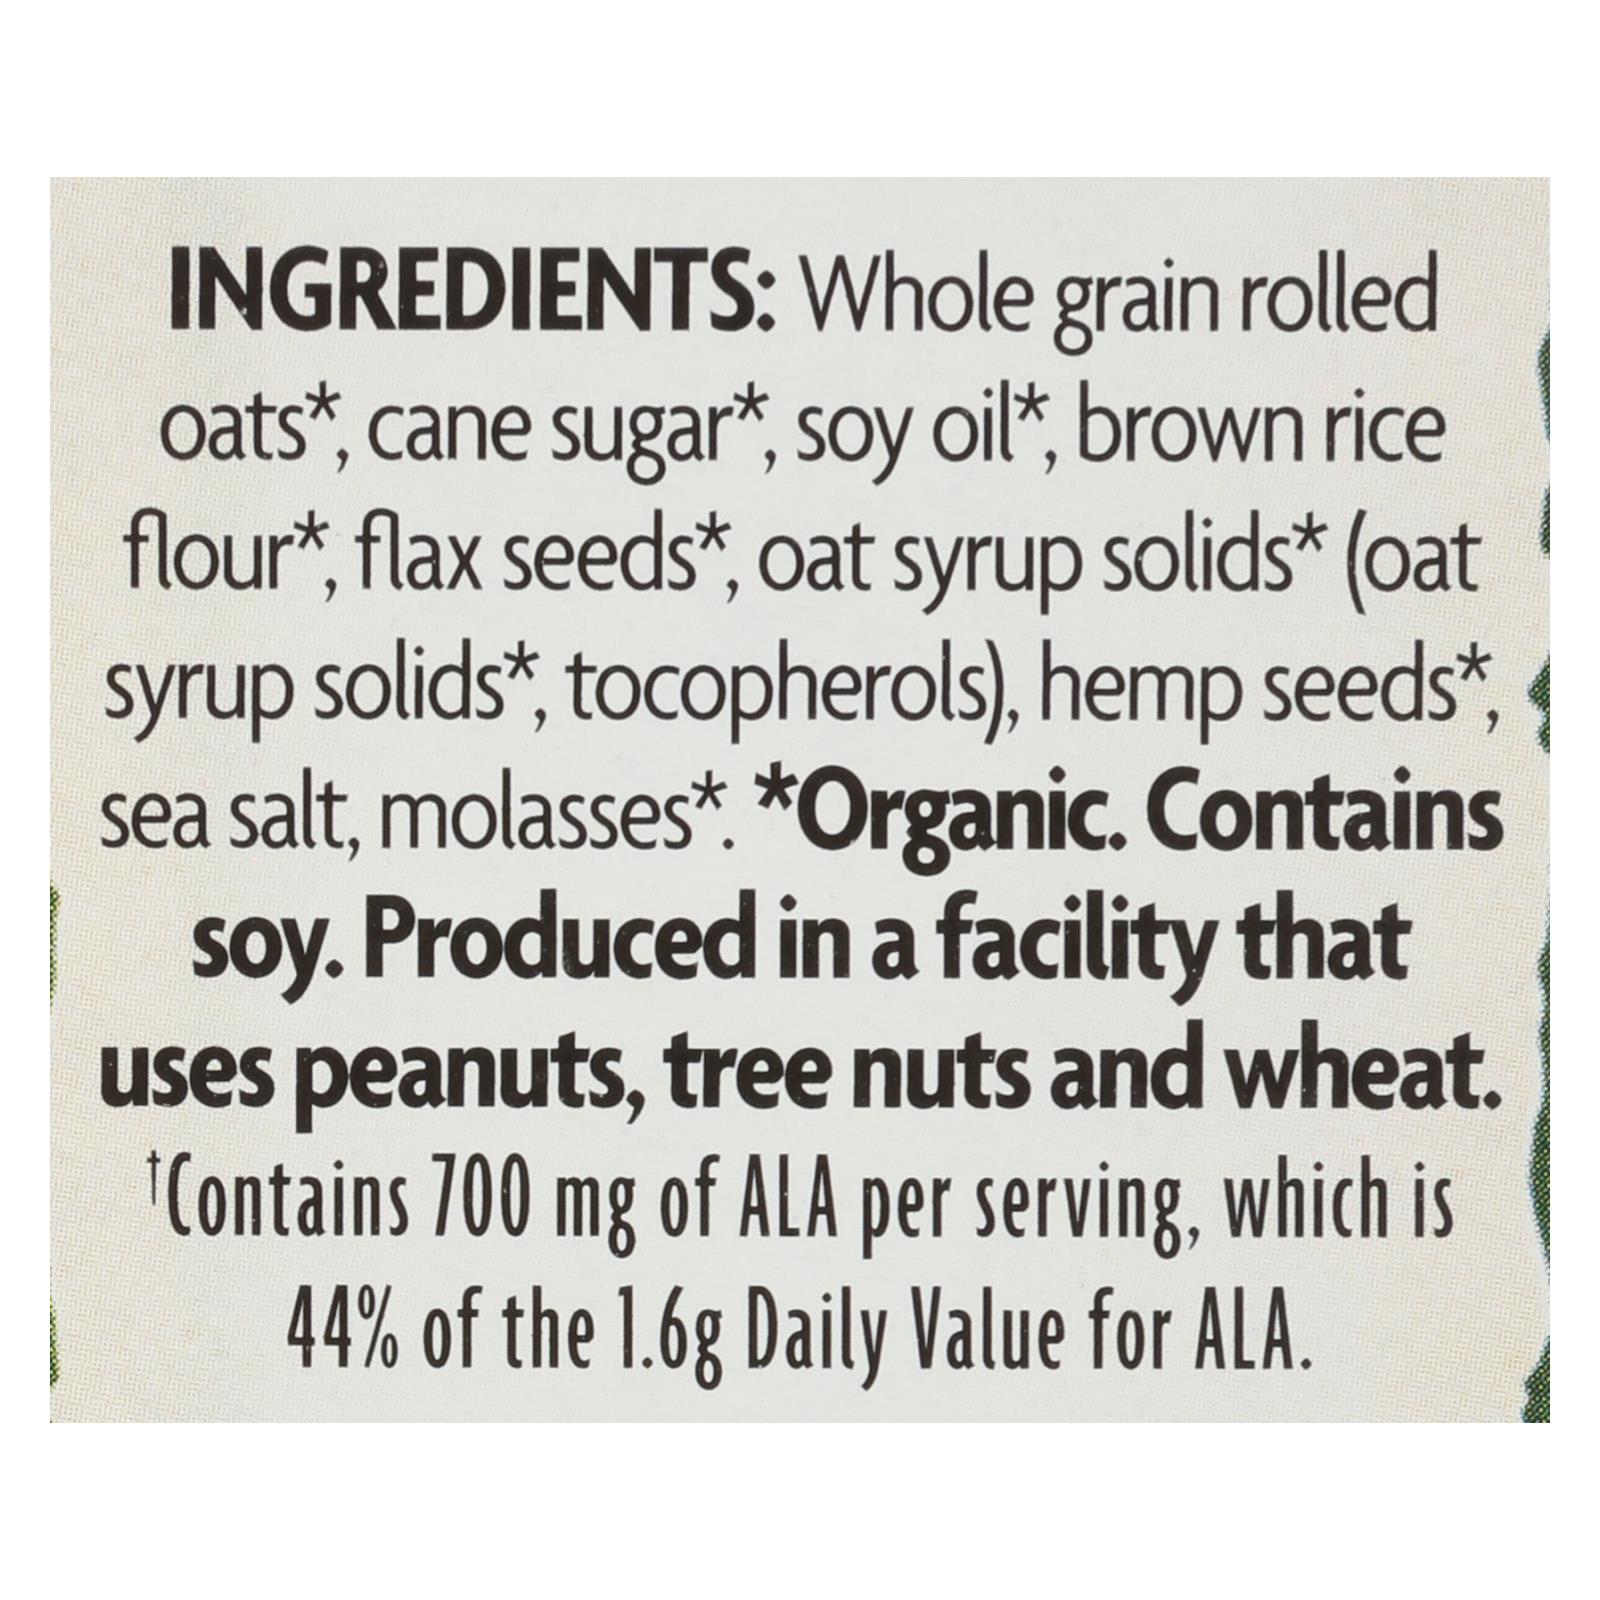 INGREDIENTS: Whole grain rolled
oats*, cane sugar*, soy oil*, brown rice
flour*, flax seeds*, oat syrup solids* (oat
syrup solids*, tocopherols), hemp seeds*,
sea salt, molasses*. *Organic. Contains
soy. Produced in a facility that
uses peanuts, tree nuts and wheat.
†Contains 700 mg of ALA per serving, which is
44% of the 1.6g Daily Value for ALA.